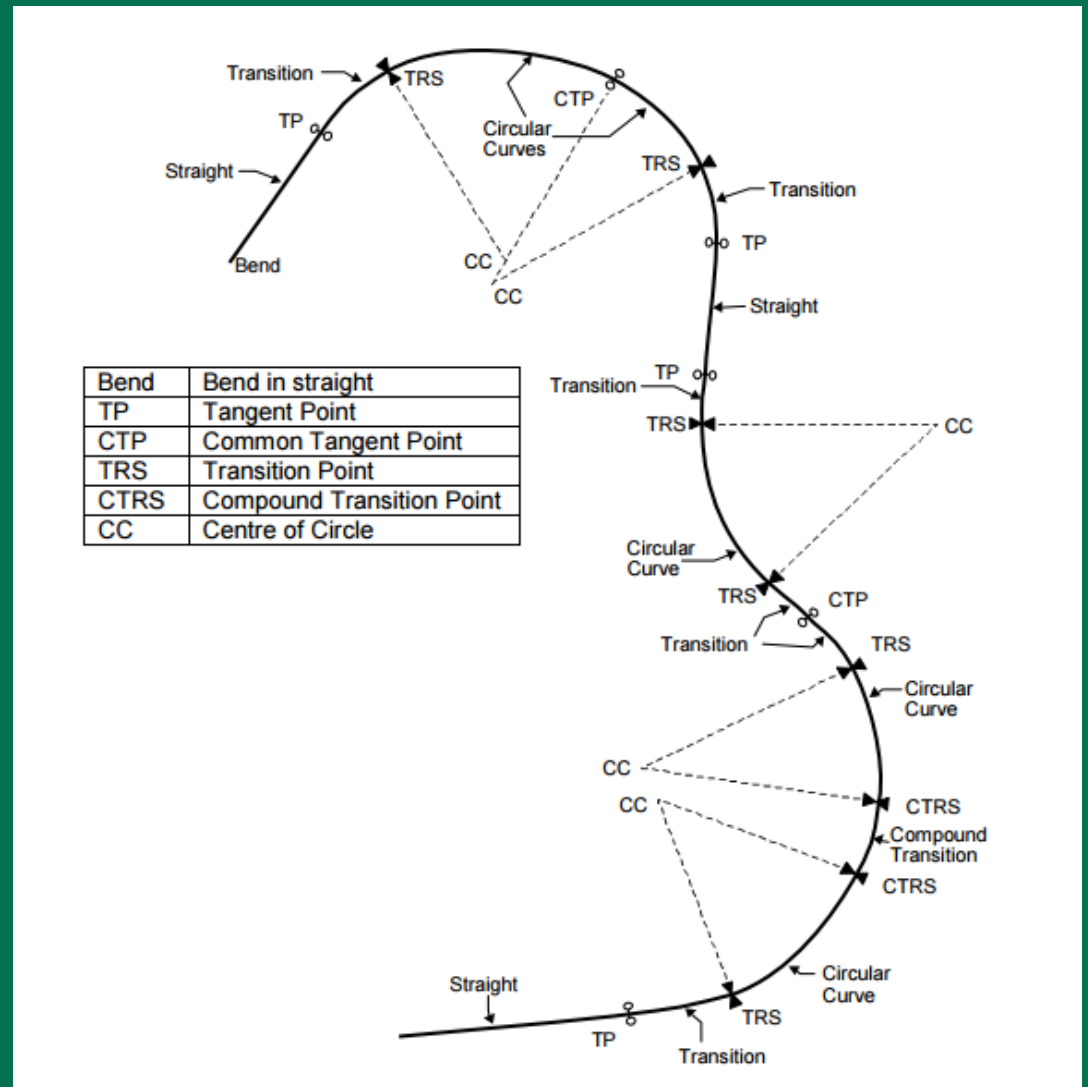 Transition
TRS
TP
Straight
Bend
CTP
Circular
Curves
TRS
Transition
CC
CC
TP
Straight
Bend Bend in straight
TP Tangent Point
CTP Common Tangent Point
TRS Transition Point
CTRS Compound Transition Point
CC Centre of Circle
TP
Transition
TRS
CC
Circular
Curve
TRS
CTP
Transition
TRS
Circular
Curve
CC
CC
CTRS
Compound
Transition
CTRS
Circular
Curve
Straight
TRS
TP
Transition